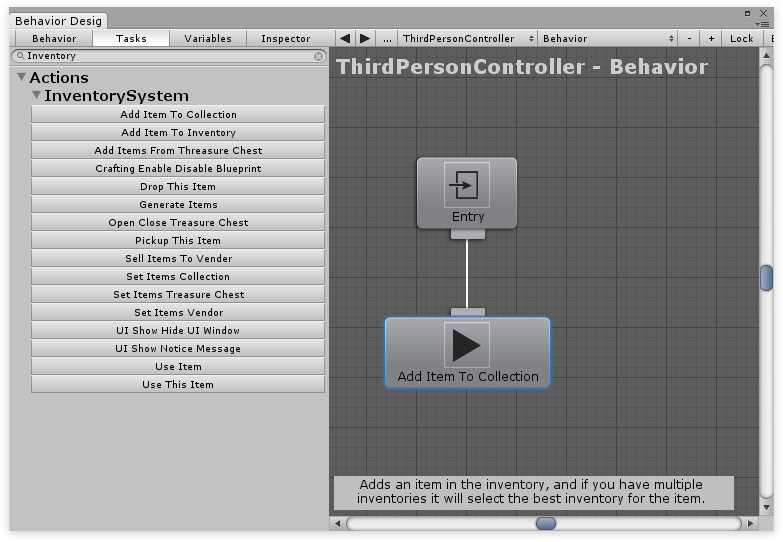 Behavior Desig
Behavior Tasks Variables Inspector ... ThirdPersonController Behavior - + Lock E
Inventory
Actions
InventorySystem
Add Item To Collection
Add Item To Inventory
Add Items From Threasure Chest
Crafting Enable Disable Blueprint
Drop This Item
Generate Items
Open Close Treasure Chest
Pickup This Item
Sell Items To Vender
Set Items Collection
Set Items Treasure Chest
Set Items Vendor
UI Show Hide UI Window
UI Show Notice Message
Use Item
Use This Item
ThirdPersonController - Behavior
Entry
Add Item To Collection
Adds an item in the inventory, and if you have multiple
inventories it will select the best inventory for the item.